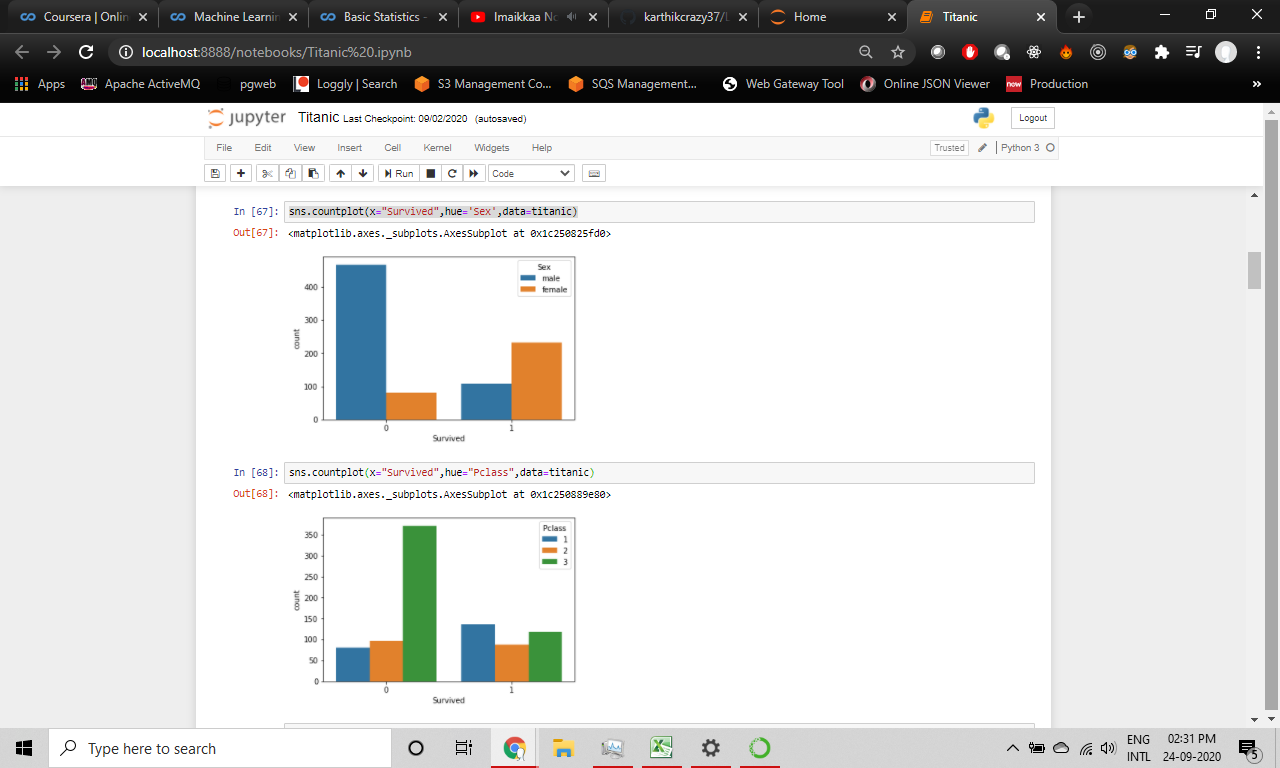 Coursera | Onlin
Machine Learnin
Basic Statistics -
Imaikkaa No
karthikcrazy37/
Home
Titanic
localhost:8888/notebooks/Titanic%20.ipynb
Apps
Apache ActiveMQ
pgweb
Loggly | Search
S3 Management Co...
SQS Management...
Web Gateway Tool
Online JSON Viewer
now
Production
»
jupyter
Titanic Last Checkpoint: 09/02/2020 (autosaved)
Logout
File Edit View Insert Cell Kernel Widgets Help
Trusted
Python 3
Run
Code
In [67]: sns.countplot(x="Survived",hue='Sex',data=titanic)
Out[67]: <matplotlib.axes._subplots.AxesSubplot at 0x1c250825fd0>
Sex
male
female
400
300
200
100
0
count
0 1
Survived
In [68]: sns.countplot(x="Survived",hue="Pclass",data=titanic)
Out[68]: <matplotlib.axes._subplots.AxesSubplot at 0x1c250889e80>
Pclass
1
2
3
350
300
250
200
150
100
50
0
count
0 1
Survived
Type here to search
ENG
INTL
02:31 PM
24-09-2020
5